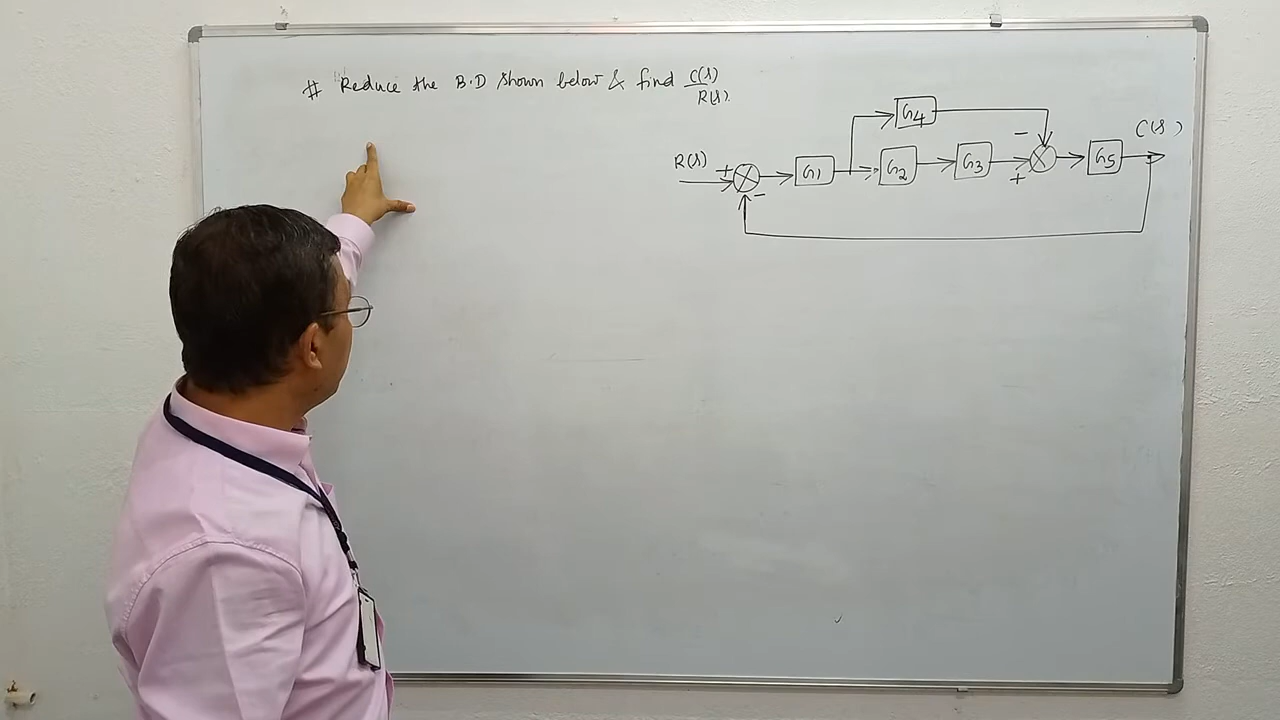 # Reduce the B.D shown below & find C(s)/R(s).
G4
C(s)
R(s) + G1 G2 G3 - + G5
-